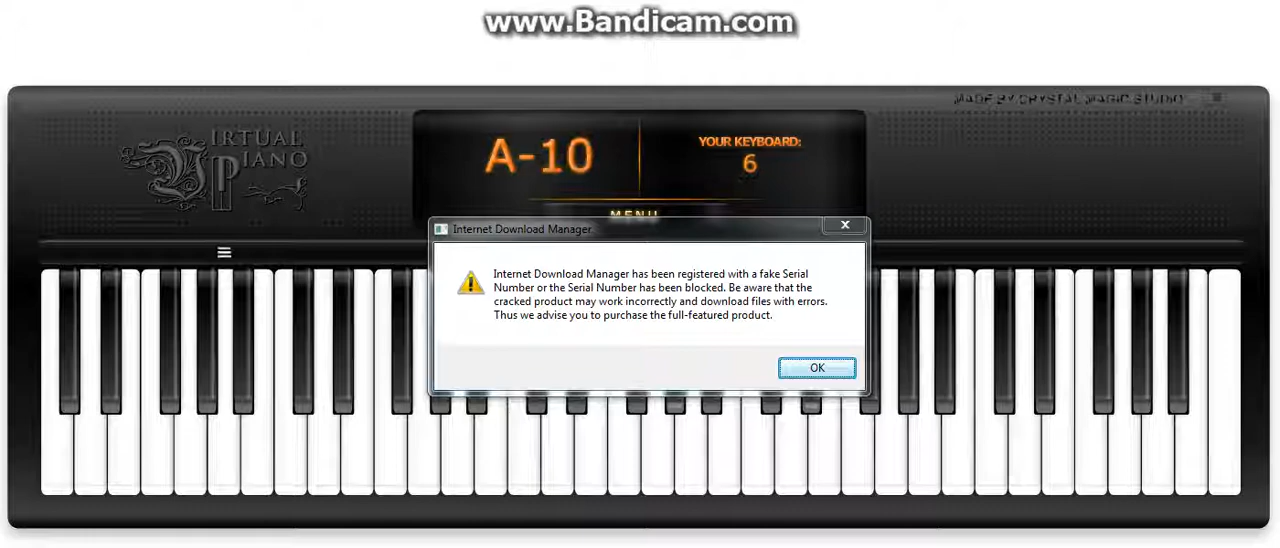 www.Bandicam.com
MADE BY CRYSTAL MAGIC STUDIO
VIRTUAL
PIANO
A-10
YOUR KEYBOARD:
6
MENU
Internet Download Manager
X
Internet Download Manager has been registered with a fake Serial
Number or the Serial Number has been blocked. Be aware that the
cracked product may work incorrectly and download files with errors.
Thus we advise you to purchase the full-featured product.
OK